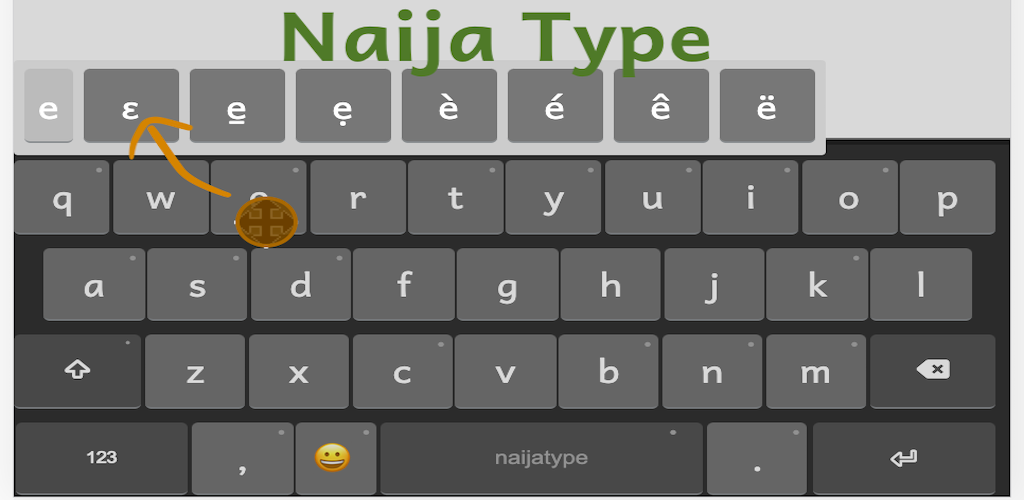 Naija Type
e ɛ e̱ ẹ è é ê ë
q w e r t y u i o p
a s d f g h j k l
z x c v b n m
123 , 😀 naijatype .